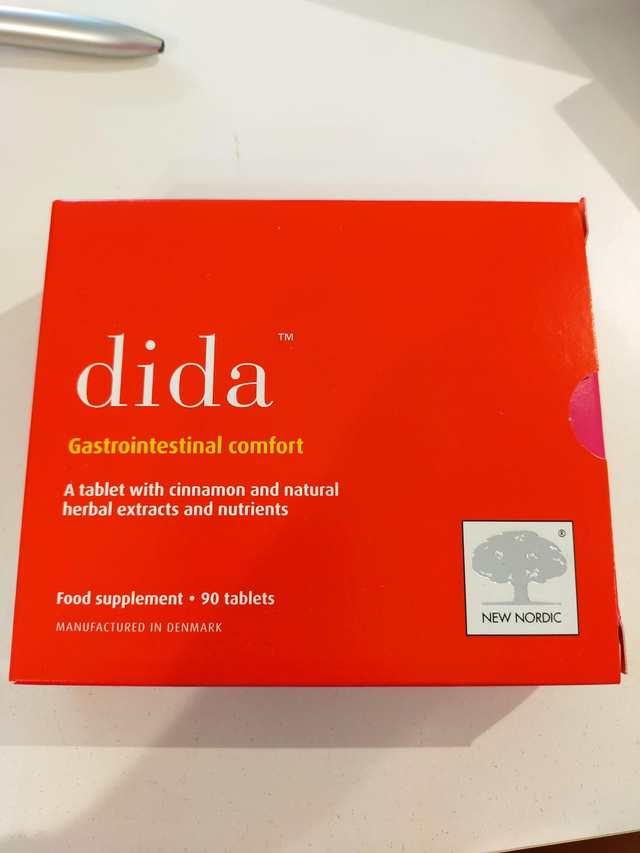 dida™
Gastrointestinal comfort
A tablet with cinnamon and natural
herbal extracts and nutrients
Food supplement • 90 tablets
MANUFACTURED IN DENMARK
®
NEW NORDIC